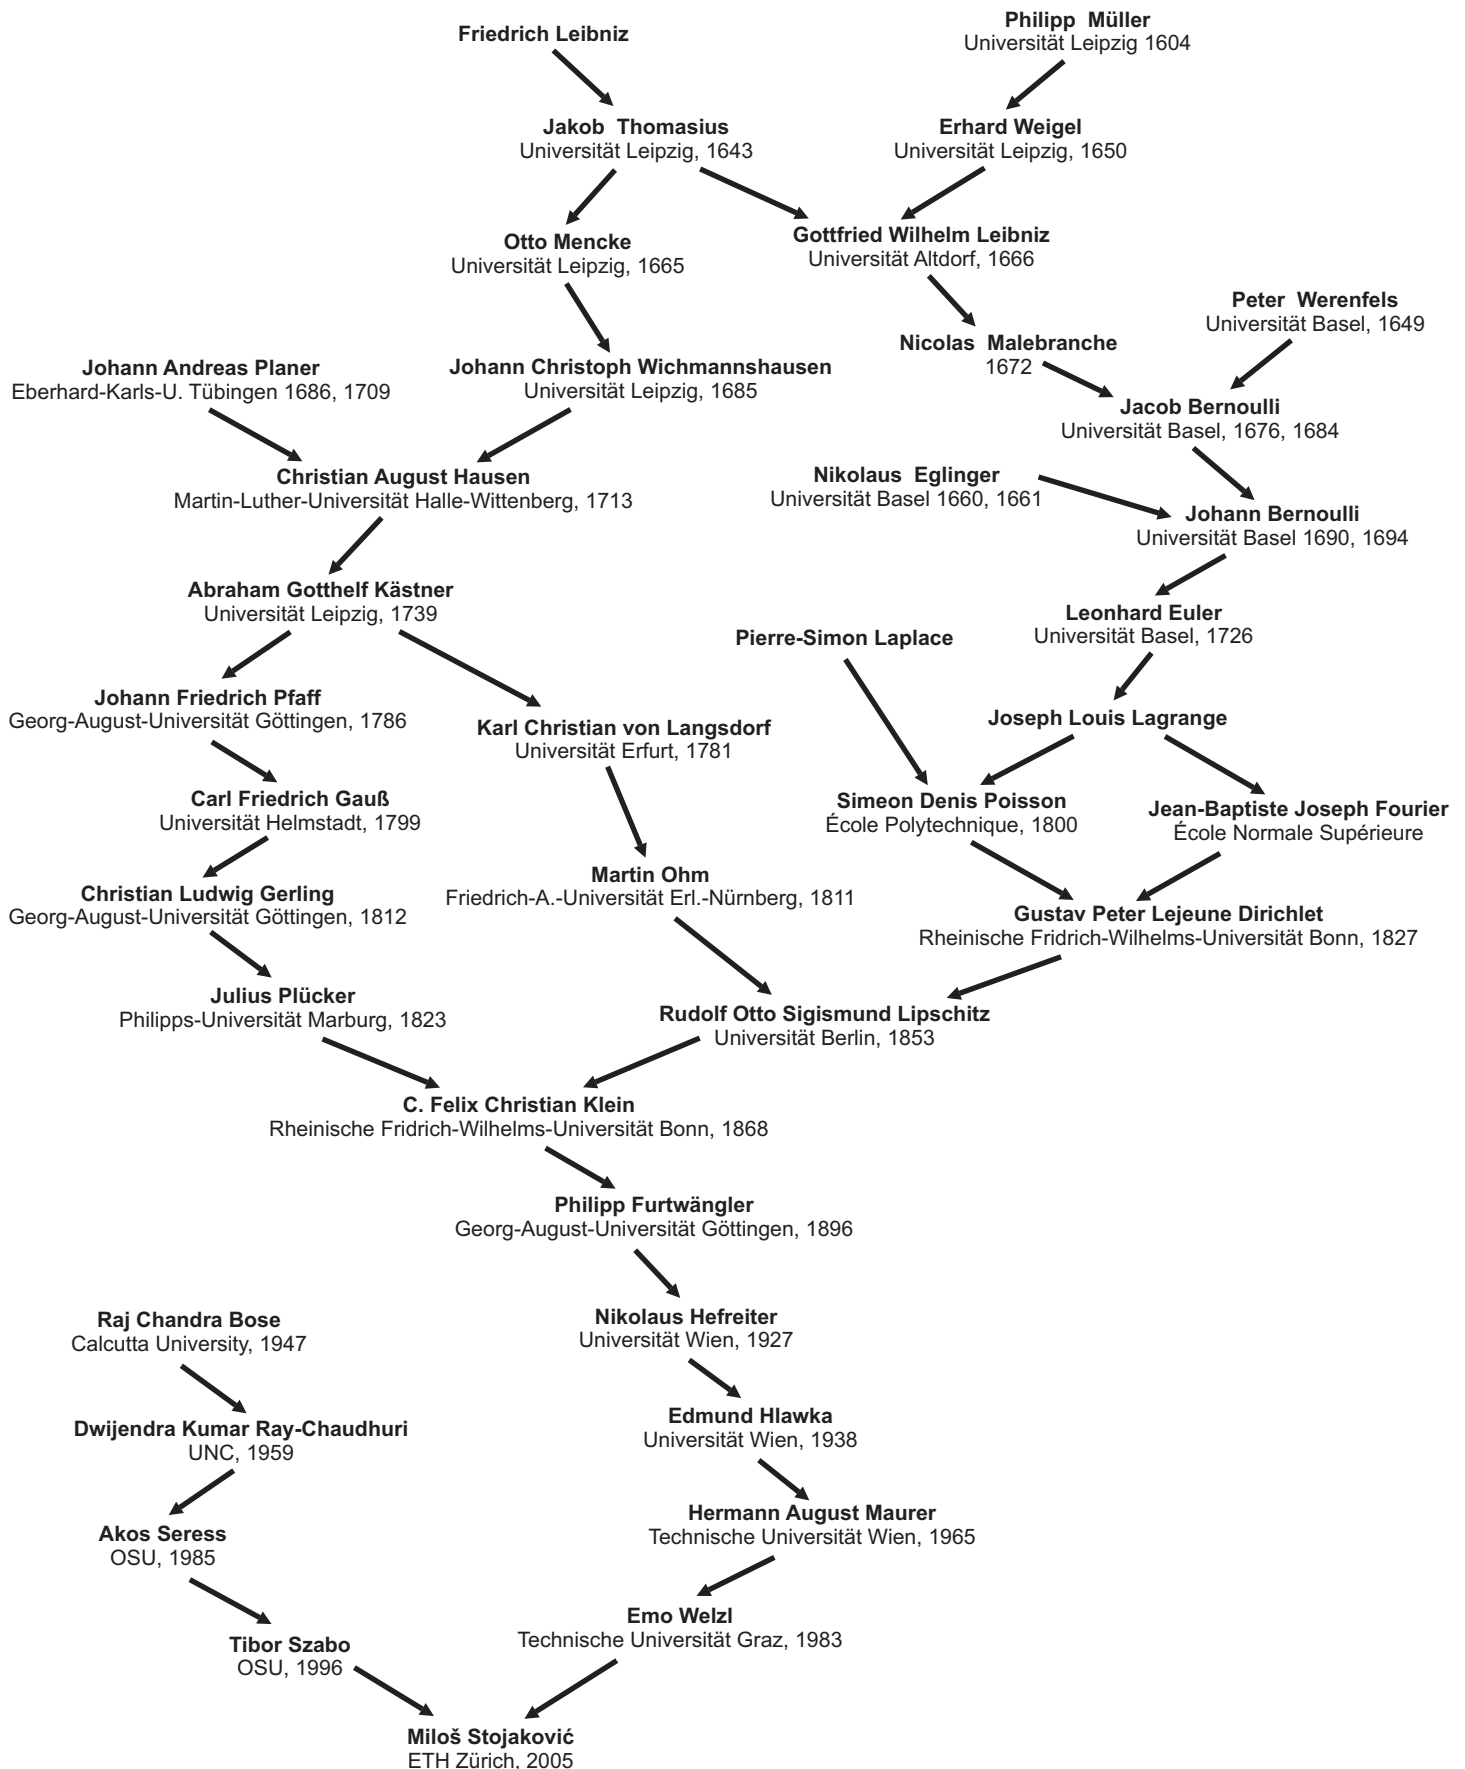 Friedrich Leibniz
Philipp Müller
Universität Leipzig 1604
Jakob Thomasius
Universität Leipzig, 1643
Erhard Weigel
Universität Leipzig, 1650
Otto Mencke
Universität Leipzig, 1665
Gottfried Wilhelm Leibniz
Universität Altdorf, 1666
Nicolas Malebranche
1672
Peter Werenfels
Universität Basel, 1649
Johann Andreas Planer
Eberhard-Karls-U. Tübingen 1686, 1709
Johann Christoph Wichmannshausen
Universität Leipzig, 1685
Jacob Bernoulli
Universität Basel, 1676, 1684
Christian August Hausen
Martin-Luther-Universität Halle-Wittenberg, 1713
Nikolaus Eglinger
Universität Basel 1660, 1661
Johann Bernoulli
Universität Basel 1690, 1694
Abraham Gotthelf Kästner
Universität Leipzig, 1739
Leonhard Euler
Universität Basel, 1726
Pierre-Simon Laplace
Johann Friedrich Pfaff
Georg-August-Universität Göttingen, 1786
Karl Christian von Langsdorf
Universität Erfurt, 1781
Joseph Louis Lagrange
Carl Friedrich Gauß
Universität Helmstadt, 1799
Simeon Denis Poisson
École Polytechnique, 1800
Jean-Baptiste Joseph Fourier
École Normale Supérieure
Christian Ludwig Gerling
Georg-August-Universität Göttingen, 1812
Martin Ohm
Friedrich-A.-Universität Erl.-Nürnberg, 1811
Gustav Peter Lejeune Dirichlet
Rheinische Fridrich-Wilhelms-Universität Bonn, 1827
Julius Plücker
Philipps-Universität Marburg, 1823
Rudolf Otto Sigismund Lipschitz
Universität Berlin, 1853
C. Felix Christian Klein
Rheinische Fridrich-Wilhelms-Universität Bonn, 1868
Philipp Furtwängler
Georg-August-Universität Göttingen, 1896
Raj Chandra Bose
Calcutta University, 1947
Nikolaus Hefreiter
Universität Wien, 1927
Dwijendra Kumar Ray-Chaudhuri
UNC, 1959
Edmund Hlawka
Universität Wien, 1938
Akos Seress
OSU, 1985
Hermann August Maurer
Technische Universität Wien, 1965
Tibor Szabo
OSU, 1996
Emo Welzl
Technische Universität Graz, 1983
Miloš Stojaković
ETH Zürich, 2005